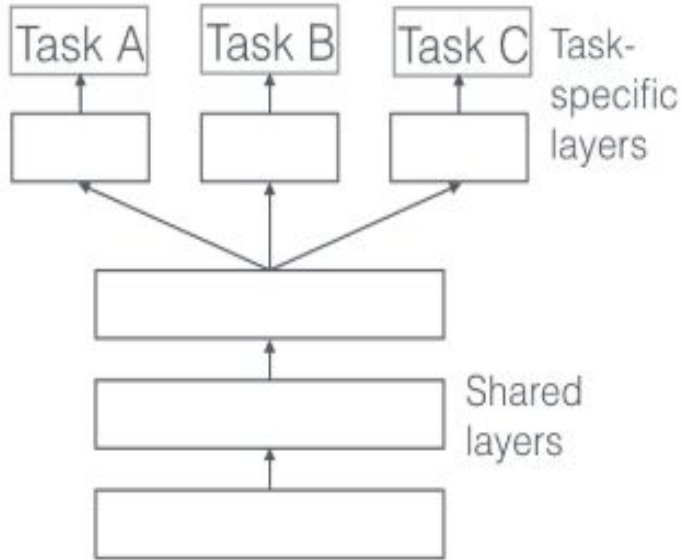 Task A
Task B
Task C
Task-
specific
layers
Shared
layers